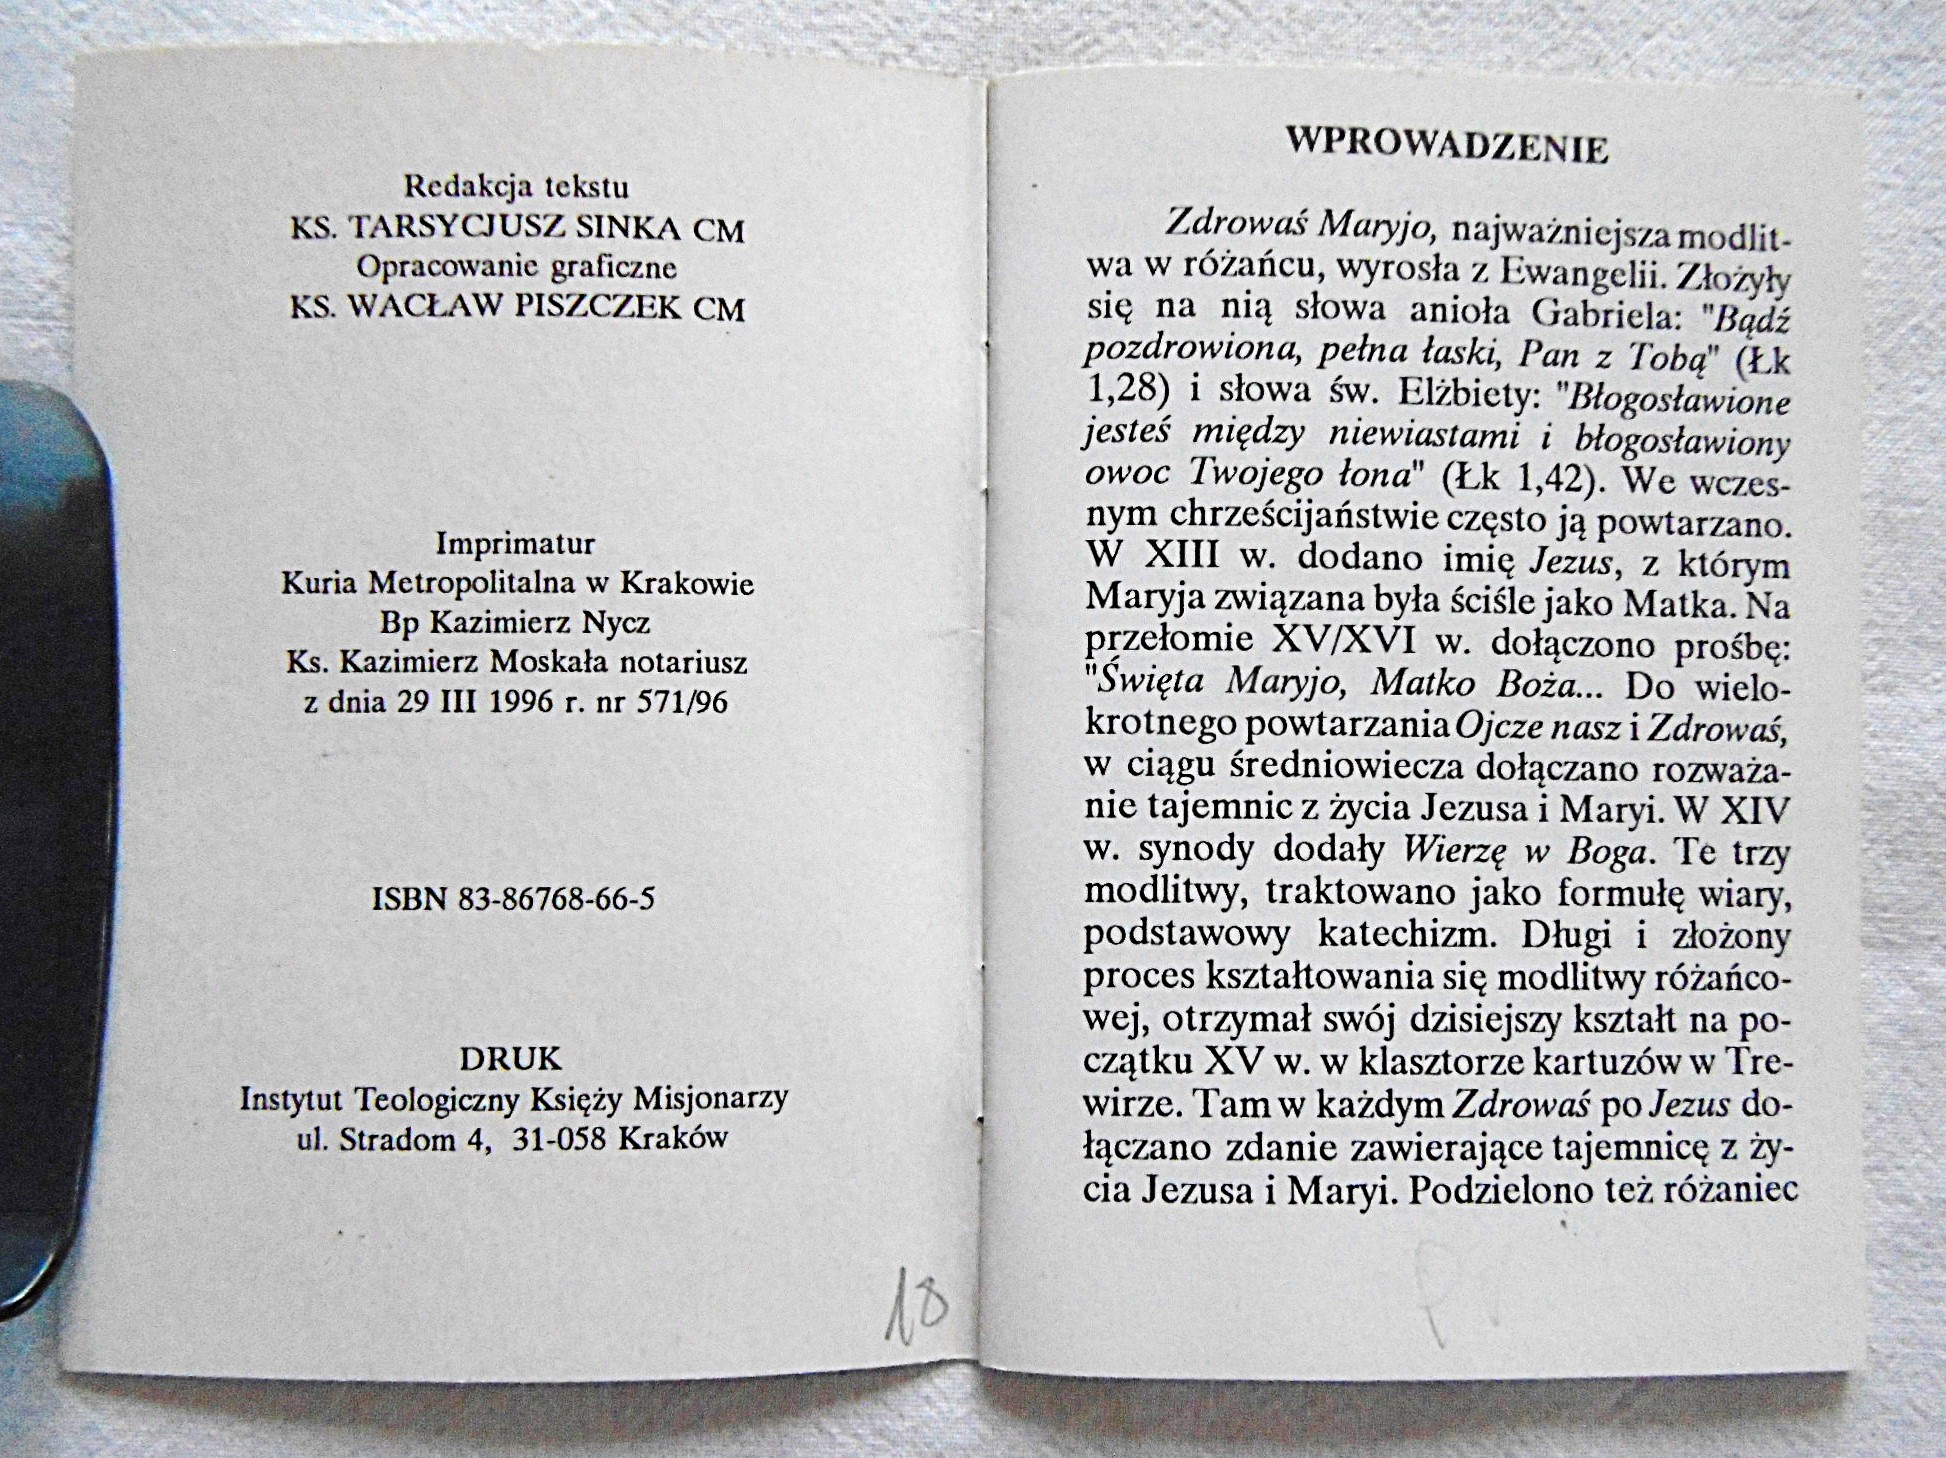 Redakcja tekstu
KS. TARSYCJUSZ SINKA CM
Opracowanie graficzne
KS. WACŁAW PISZCZEK CM
Imprimatur
Kuria Metropolitalna w Krakowie
Bp Kazimierz Nycz
Ks. Kazimierz Moskała notariusz
z dnia 29 III 1996 r. nr 571/96
ISBN 83-86768-66-5
DRUK
Instytut Teologiczny Księży Misjonarzy
ul. Stradom 4, 31-058 Kraków
18
WPROWADZENIE
Zdrowaś Maryjo, najważniejsza modlit-
wa w różańcu, wyrosła z Ewangelii. Złożyły
się na nią słowa anioła Gabriela: "Bądź
pozdrowiona, pełna łaski, Pan z Tobą" (Łk
1,28) i słowa św. Elżbiety: "Błogosławione
jesteś między niewiastami i błogosławiony
owoc Twojego łona" (Łk 1,42). We wczes-
nym chrześcijaństwie często ją powtarzano.
W XIII w. dodano imię Jezus, z którym
Maryja związana była ściśle jako Matka. Na
przełomie XV/XVI w. dołączono prośbę:
"Święta Maryjo, Matko Boża... Do wielo-
krotnego powtarzania Ojcze nasz i Zdrowaś,
w ciągu średniowiecza dołączano rozważa-
nie tajemnic z życia Jezusa i Maryi. W XIV
w. synody dodały Wierzę w Boga. Te trzy
modlitwy, traktowano jako formułę wiary,
podstawowy katechizm. Długi i złożony
proces kształtowania się modlitwy różańco-
wej, otrzymał swój dzisiejszy kształt na po-
czątku XV w. w klasztorze kartuzów w Tre-
wirze. Tam w każdym Zdrowaś po Jezus do-
łączano zdanie zawierające tajemnicę z ży-
cia Jezusa i Maryi. Podzielono też różaniec